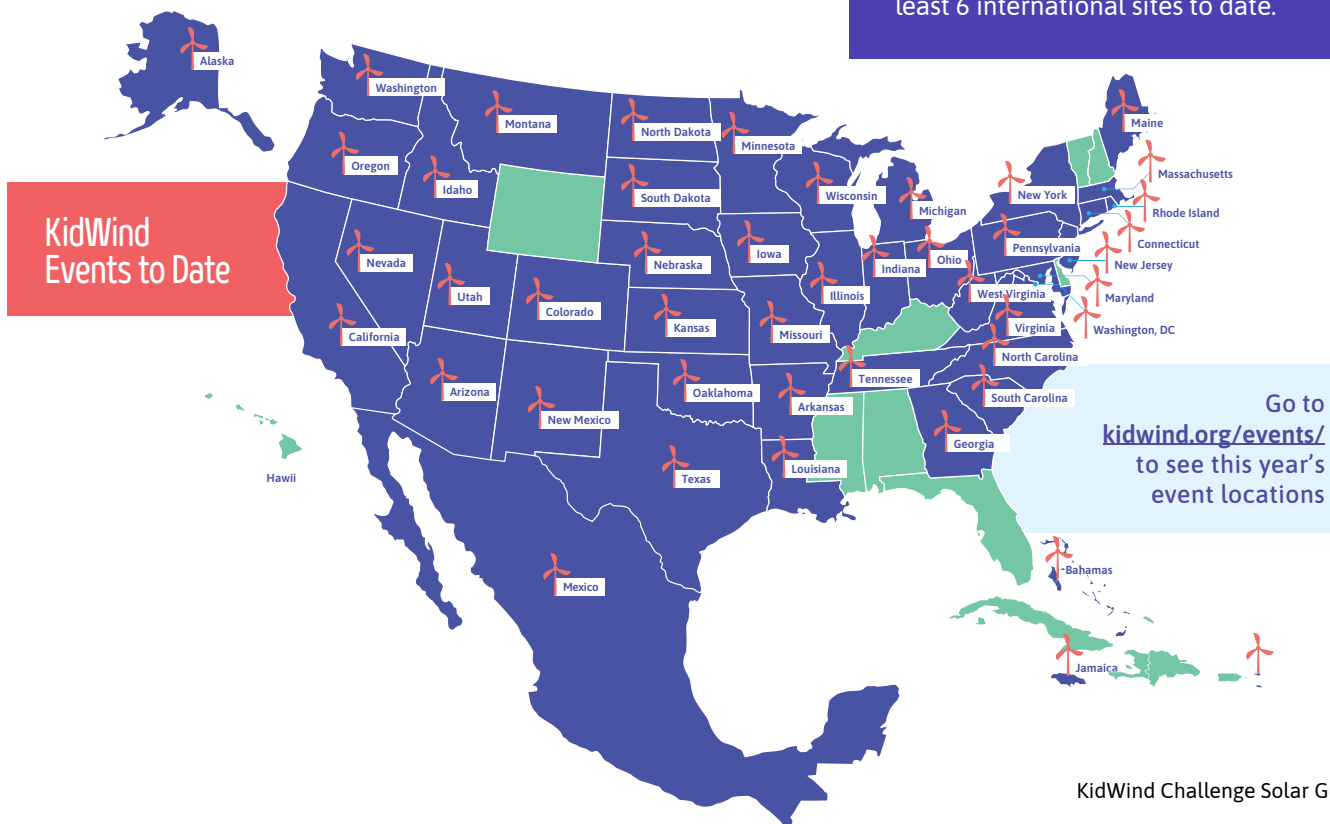 least 6 international sites to date.
Alaska
Washington
Montana
North Dakota
Minnesota
Maine
Oregon
Idaho
South Dakota
Wisconsin
Michigan
New York
Massachusetts
Rhode Island
Connecticut
KidWind
Events to Date
Nevada
Utah
Colorado
Nebraska
Iowa
Illinois
Indiana
Ohio
Pennsylvania
New Jersey
West Virginia
Maryland
California
Kansas
Missouri
Virginia
Washington, DC
North Carolina
Arizona
New Mexico
Oaklahoma
Arkansas
Tennessee
South Carolina
Georgia
Hawii
Texas
Louisiana
Go to
kidwind.org/events/
to see this year’s
event locations
Mexico
Bahamas
Jamaica
KidWind Challenge Solar G